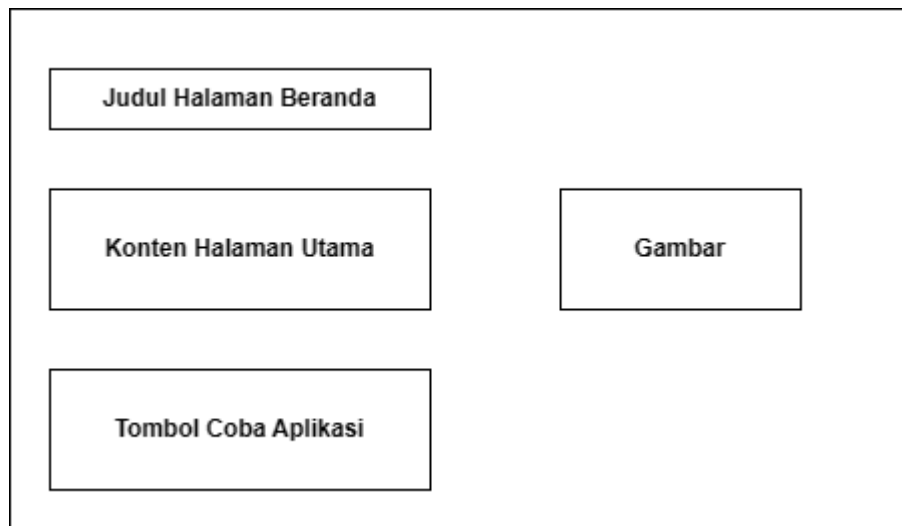 Judul Halaman Beranda
Konten Halaman Utama
Gambar
Tombol Coba Aplikasi